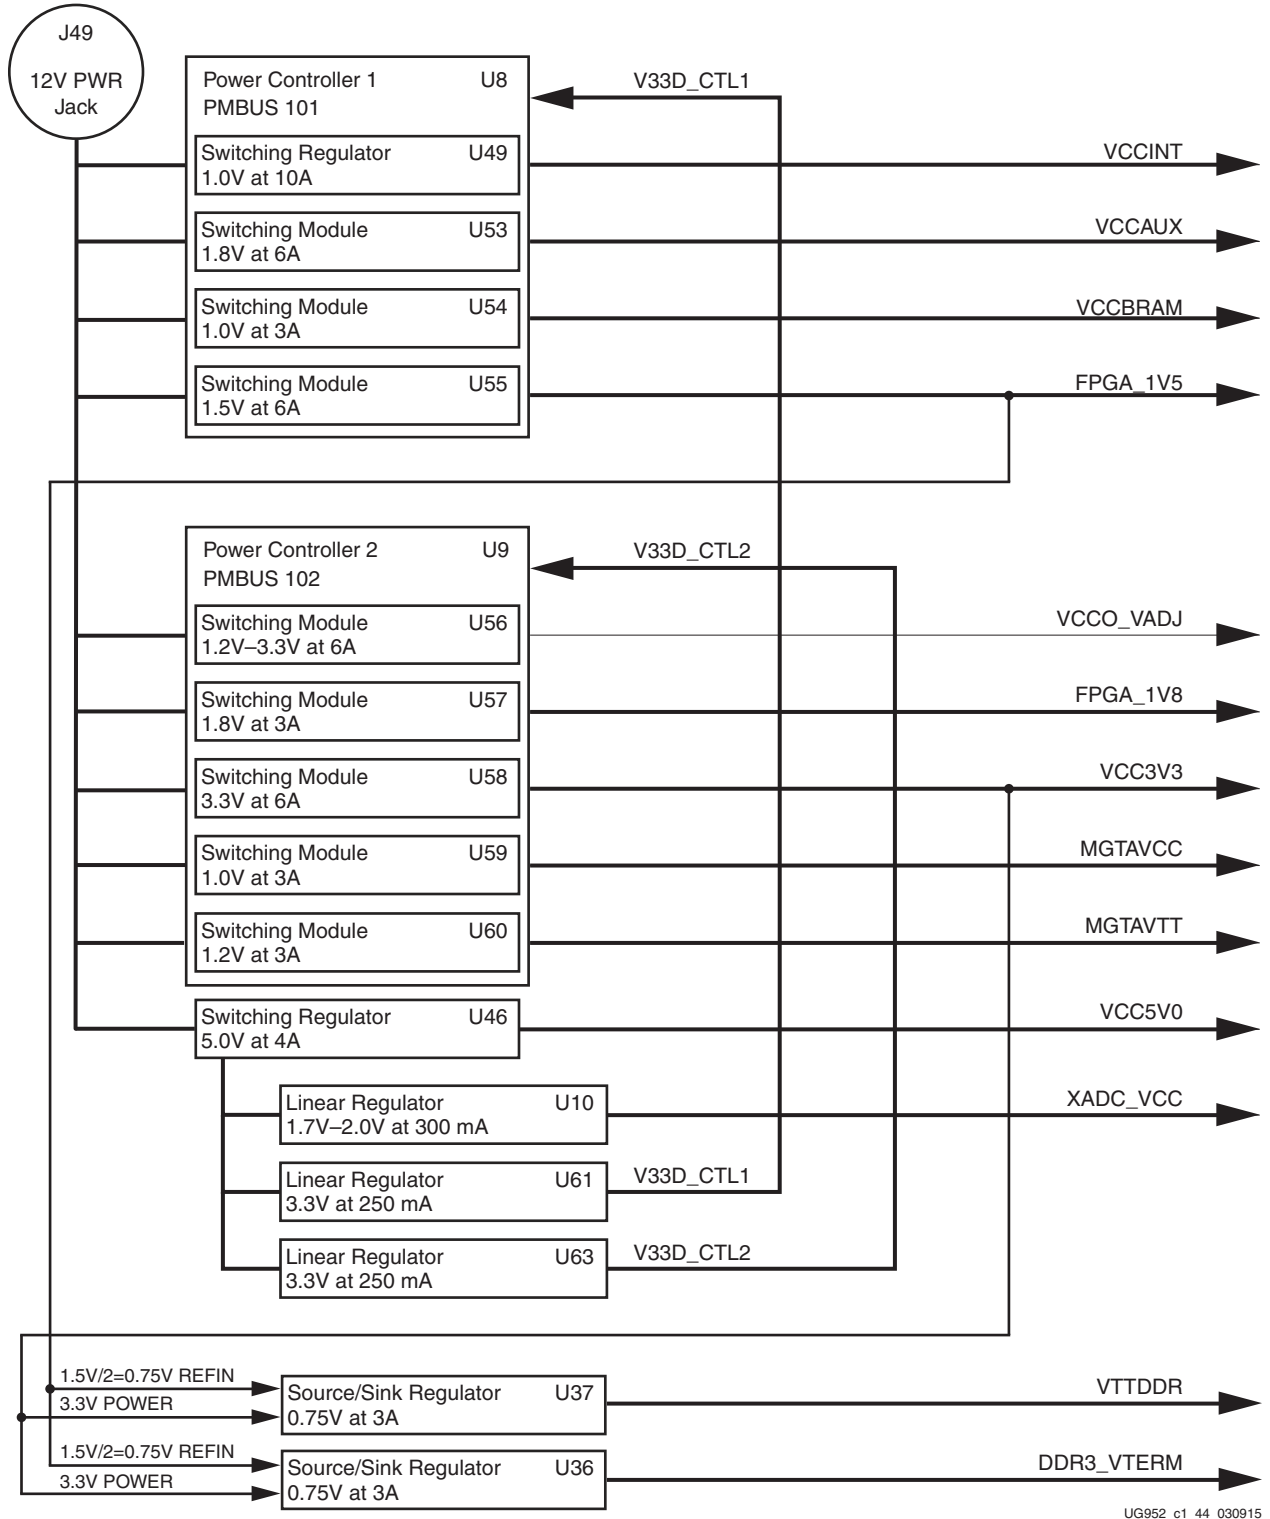 J49
12V PWR
Jack
Power Controller 1 U8
PMBUS 101
V33D_CTL1
Switching Regulator U49
1.0V at 10A
VCCINT
Switching Module U53
1.8V at 6A
VCCAUX
Switching Module U54
1.0V at 3A
VCCBRAM
Switching Module U55
1.5V at 6A
FPGA_1V5
Power Controller 2 U9
PMBUS 102
V33D_CTL2
Switching Module U56
1.2V–3.3V at 6A
VCCO_VADJ
Switching Module U57
1.8V at 3A
FPGA_1V8
Switching Module U58
3.3V at 6A
VCC3V3
Switching Module U59
1.0V at 3A
MGTAVCC
Switching Module U60
1.2V at 3A
MGTAVTT
Switching Regulator U46
5.0V at 4A
VCC5V0
Linear Regulator U10
1.7V–2.0V at 300 mA
XADC_VCC
Linear Regulator U61
3.3V at 250 mA
V33D_CTL1
Linear Regulator U63
3.3V at 250 mA
V33D_CTL2
1.5V/2=0.75V REFIN
3.3V POWER
Source/Sink Regulator U37
0.75V at 3A
VTTDDR
1.5V/2=0.75V REFIN
3.3V POWER
Source/Sink Regulator U36
0.75V at 3A
DDR3_VTERM
UG952_c1_44_030915